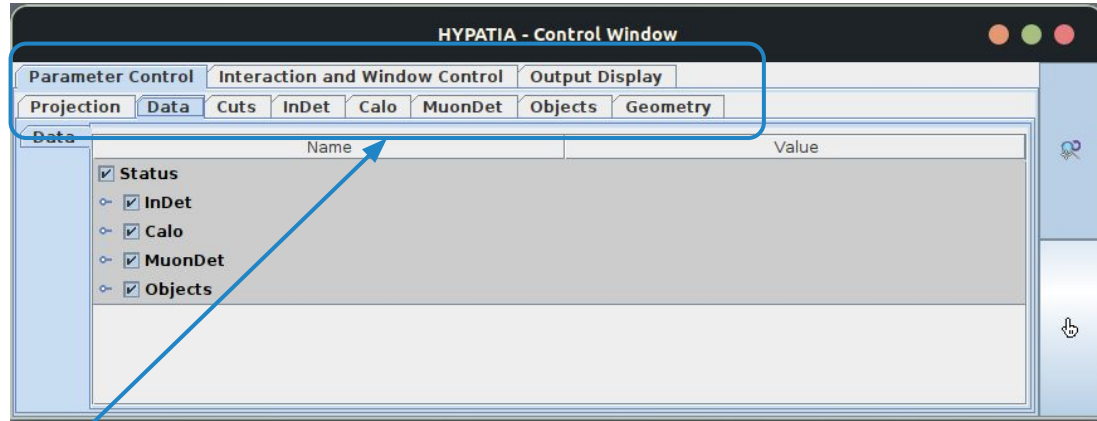 HYPATIA - Control Window
Parameter Control Interaction and Window Control Output Display
Projection Data Cuts InDet Calo MuonDet Objects Geometry
Data
Name Value
Status
InDet
Calo
MuonDet
Objects